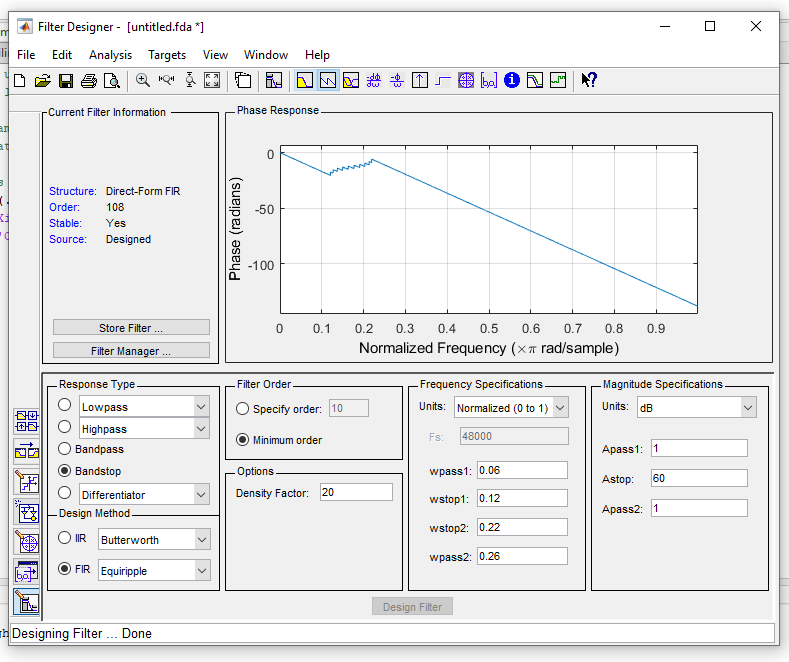 Filter Designer - [untitled.fda *]
File Edit Analysis Targets View Window Help
Current Filter Information
Structure: Direct-Form FIR
Order: 108
Stable: Yes
Source: Designed
Store Filter ...
Filter Manager ...
Phase Response
Phase (radians)
0
-50
-100
0 0.1 0.2 0.3 0.4 0.5 0.6 0.7 0.8 0.9
Normalized Frequency (×π rad/sample)
Response Type
Lowpass
Highpass
Bandpass
Bandstop
Differentiator
Design Method
IIR Butterworth
FIR Equiripple
Filter Order
Specify order: 10
Minimum order
Options
Density Factor: 20
Frequency Specifications
Units: Normalized (0 to 1)
Fs: 48000
wpass1: 0.06
wstop1: 0.12
wstop2: 0.22
wpass2: 0.26
Magnitude Specifications
Units: dB
Apass1: 1
Astop: 60
Apass2: 1
Design Filter
Designing Filter ... Done